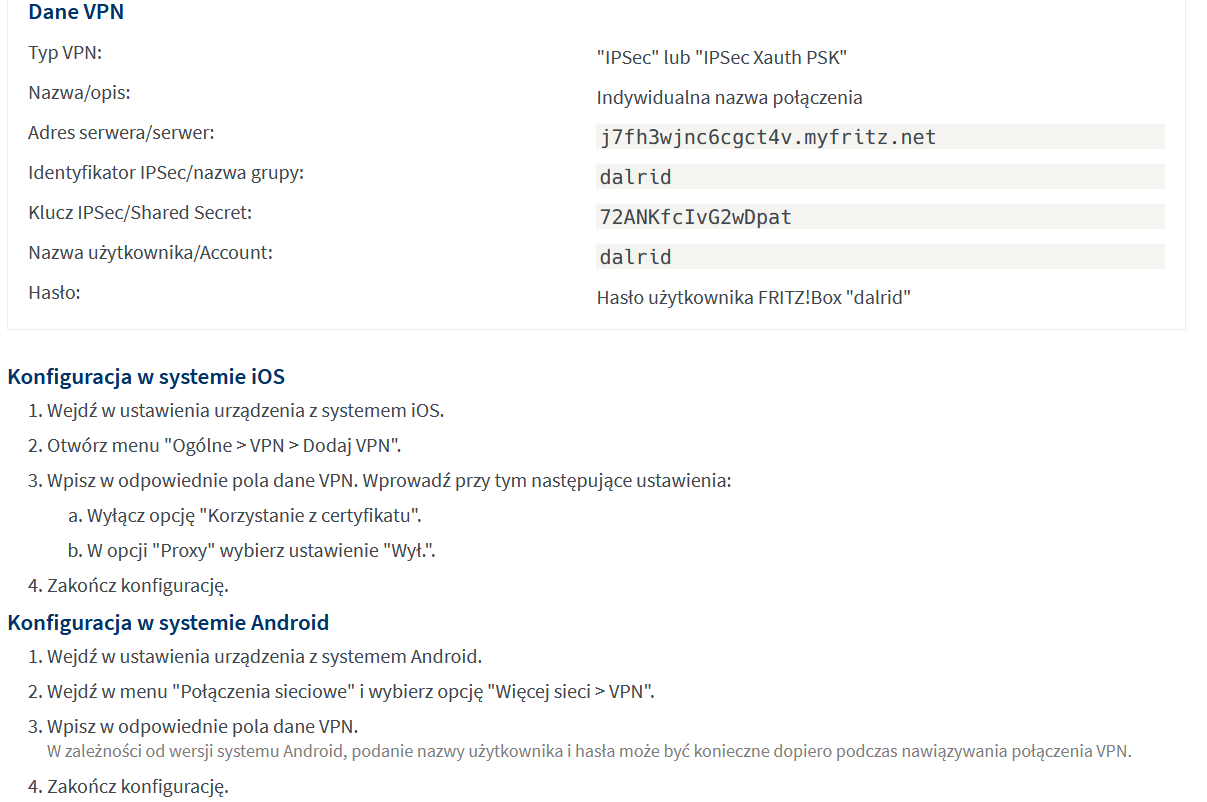 Dane VPN
Typ VPN:
"IPSec" lub "IPSec Xauth PSK"
Nazwa/opis:
Indywidualna nazwa połączenia
Adres serwera/serwer:
j7fh3wjnc6cgct4v.myfritz.net
Identyfikator IPSec/nazwa grupy:
dalrid
Klucz IPSec/Shared Secret:
72ANKfcIvG2wDpat
Nazwa użytkownika/Account:
dalrid
Hasło:
Hasło użytkownika FRITZ!Box "dalrid"
Konfiguracja w systemie iOS
1. Wejdź w ustawienia urządzenia z systemem iOS.
2. Otwórz menu "Ogólne > VPN > Dodaj VPN".
3. Wpisz w odpowiednie pola dane VPN. Wprowadź przy tym następujące ustawienia:
a. Wyłącz opcję "Korzystanie z certyfikatu".
b. W opcji "Proxy" wybierz ustawienie "Wył.".
4. Zakończ konfigurację.
Konfiguracja w systemie Android
1. Wejdź w ustawienia urządzenia z systemem Android.
2. Wejdź w menu "Połączenia sieciowe" i wybierz opcję "Więcej sieci > VPN".
3. Wpisz w odpowiednie pola dane VPN.
W zależności od wersji systemu Android, podanie nazwy użytkownika i hasła może być konieczne dopiero podczas nawiązywania połączenia VPN.
4. Zakończ konfigurację.